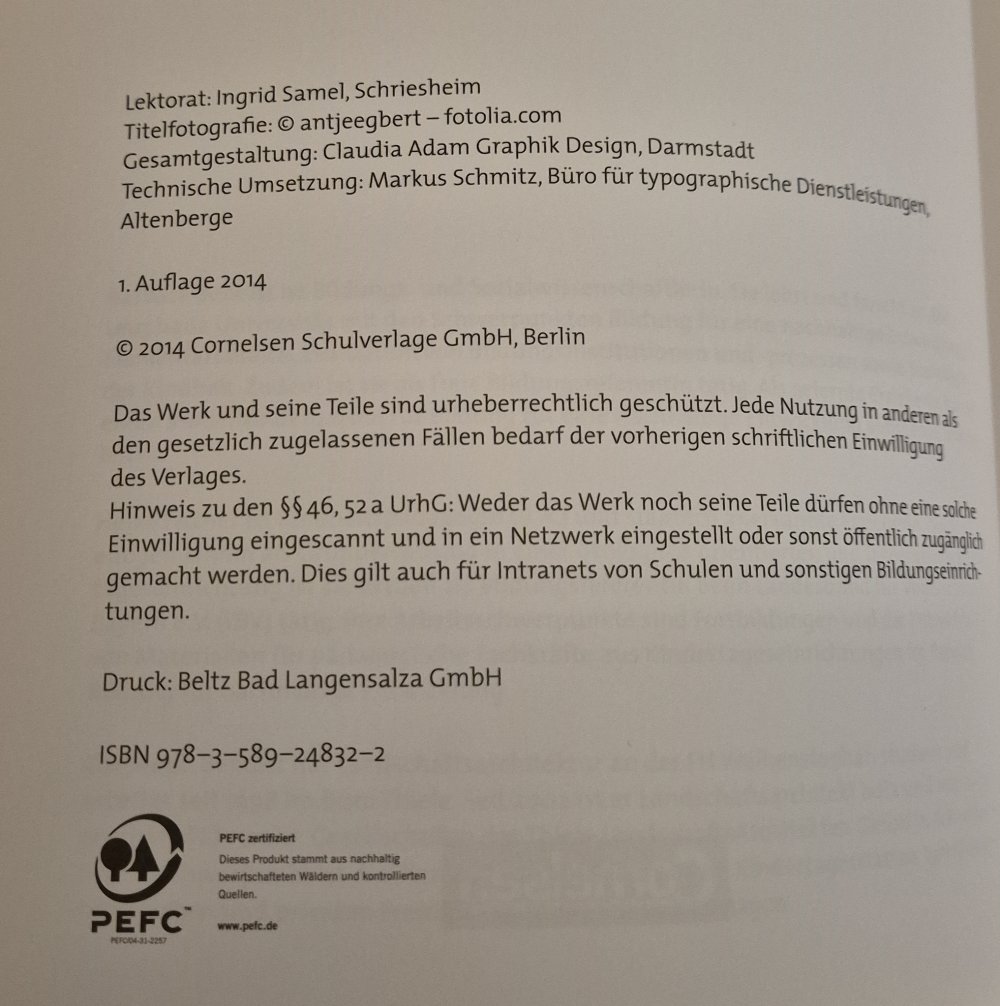 Lektorat: Ingrid Samel, Schriesheim
Titelfotografie: © antjeegbert – fotolia.com
Gesamtgestaltung: Claudia Adam Graphik Design, Darmstadt
Technische Umsetzung: Markus Schmitz, Büro für typographische Dienstleistungen,
Altenberge
1. Auflage 2014
© 2014 Cornelsen Schulverlage GmbH, Berlin
Das Werk und seine Teile sind urheberrechtlich geschützt. Jede Nutzung in anderen als
den gesetzlich zugelassenen Fällen bedarf der vorherigen schriftlichen Einwilligung
des Verlages.
Hinweis zu den §§ 46, 52 a UrhG: Weder das Werk noch seine Teile dürfen ohne eine solche
Einwilligung eingescannt und in ein Netzwerk eingestellt oder sonst öffentlich zugänglich
gemacht werden. Dies gilt auch für Intranets von Schulen und sonstigen Bildungseinrich-
tungen.
Druck: Beltz Bad Langensalza GmbH
ISBN 978–3–589–24832–2
PEFC zertifiziert
Dieses Produkt stammt aus nachhaltig
bewirtschafteten Wäldern und kontrollierten
Quellen.
www.pefc.de
PEFC™
PEFC/04-31-2257